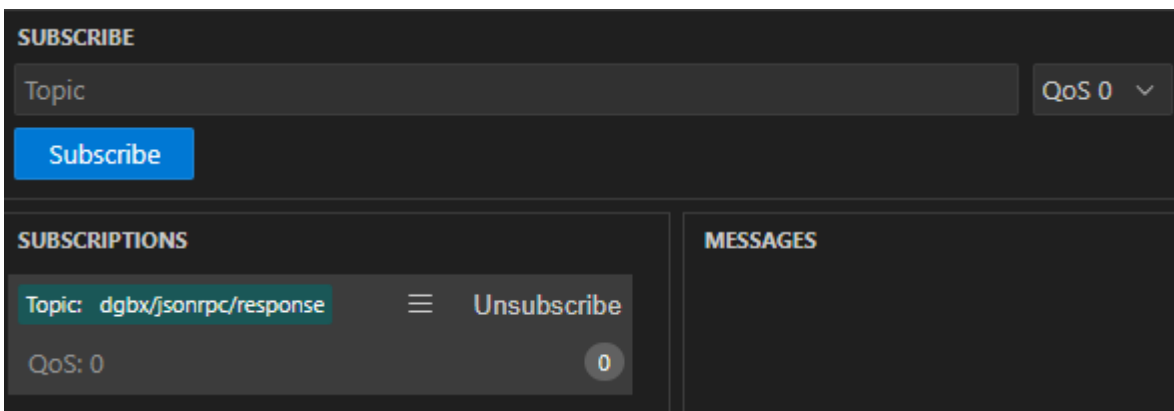 SUBSCRIBE
Topic
QoS 0
Subscribe
SUBSCRIPTIONS
MESSAGES
Topic: dgbx/jsonrpc/response
Unsubscribe
QoS: 0
0